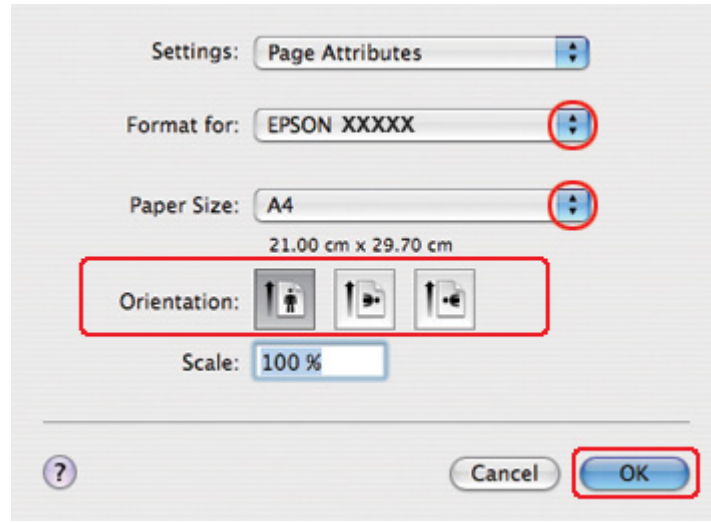 Settings: Page Attributes
Format for: EPSON XXXXX
Paper Size: A4
21.00 cm x 29.70 cm
Orientation:
Scale: 100 %
? Cancel OK